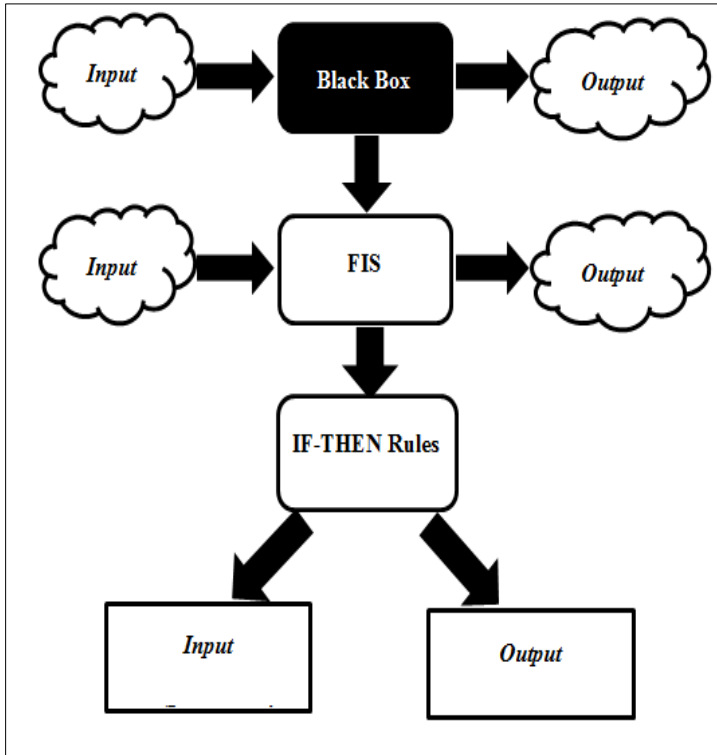 Input
Black Box
Output
Input
FIS
Output
IF-THEN Rules
Input
Output